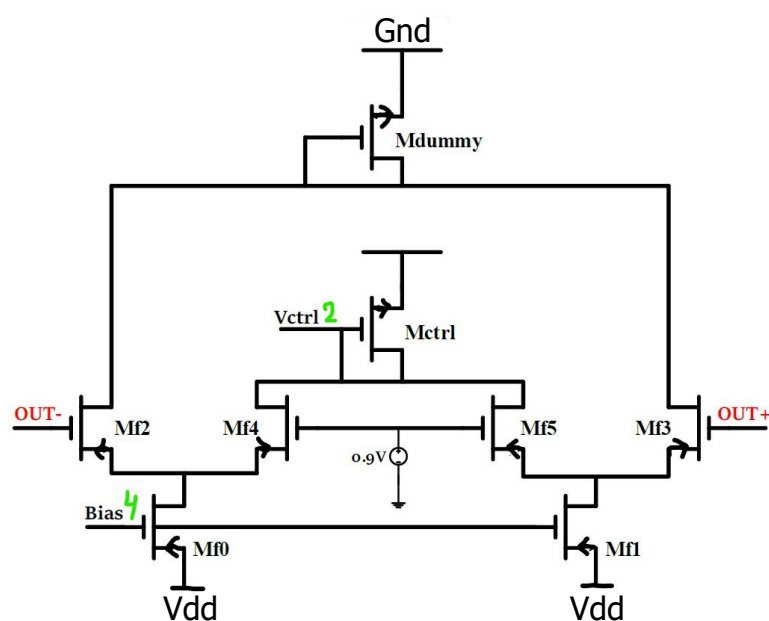 Gnd
Mdummy
Vctrl 2
Mctrl
OUT-
Mf2
Mf4
0.9V
Mf5
Mf3
OUT+
Bias 4
Mf0
Mf1
Vdd
Vdd